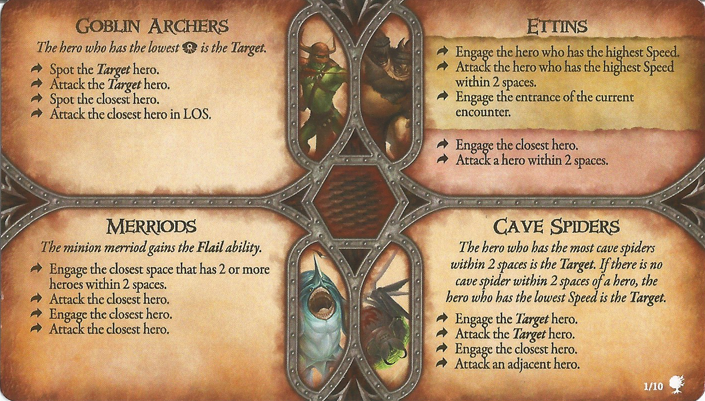 GOBLIN ARCHERS
The hero who has the lowest is the Target.
Spot the Target hero.
Attack the Target hero.
Spot the closest hero.
Attack the closest hero in LOS.
ETTINS
Engage the hero who has the highest Speed.
Attack the hero who has the highest Speed
within 2 spaces.
Engage the entrance of the current
encounter.
Engage the closest hero.
Attack a hero within 2 spaces.
MERRIODS
The minion merriod gains the Flail ability.
Engage the closest space that has 2 or more
heroes within 2 spaces.
Attack the closest hero.
Engage the closest hero.
Attack the closest hero.
CAVE SPIDERS
The hero who has the most cave spiders
within 2 spaces is the Target. If there is no
cave spider within 2 spaces of a hero, the
hero who has the lowest Speed is the Target.
Engage the Target hero.
Attack the Target hero.
Engage the closest hero.
Attack an adjacent hero.
1/10